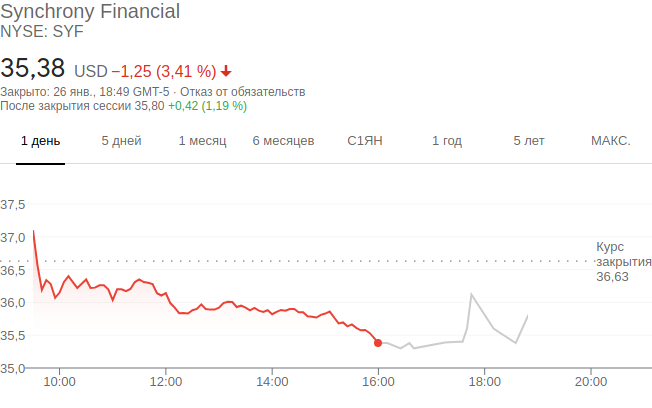 Synchrony Financial
NYSE: SYF
35,38 USD −1,25 (3,41 %)
Закрыто: 26 янв., 18:49 GMT-5 · Отказ от обязательств
После закрытия сессии 35,80 +0,42 (1,19 %)
1 день 5 дней 1 месяц 6 месяцев С1ЯН 1 год 5 лет МАКС.
37,5
37,0
36,5
36,0
35,5
35,0
Курс
закрытия
36,63
10:00 12:00 14:00 16:00 18:00 20:00